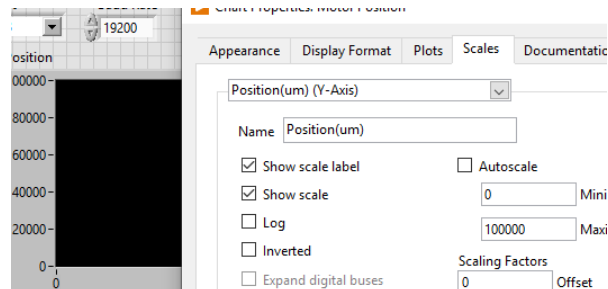 Chart Properties: Motor Position
19200
Appearance Display Format Plots Scales Documentatio
osition
00000
Position(um) (Y-Axis)
80000
Name Position(um)
60000
Show scale label Autoscale
40000
Show scale 0 Mini
20000
Log 100000 Maxi
Inverted Scaling Factors
0
Expand digital buses 0 Offset
0